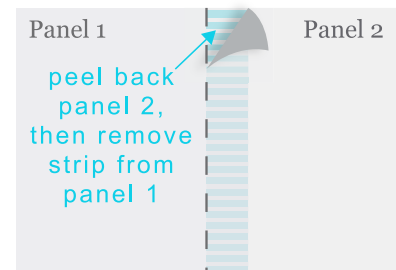 Panel 1
Panel 2
peel back
panel 2,
then remove
strip from
panel 1